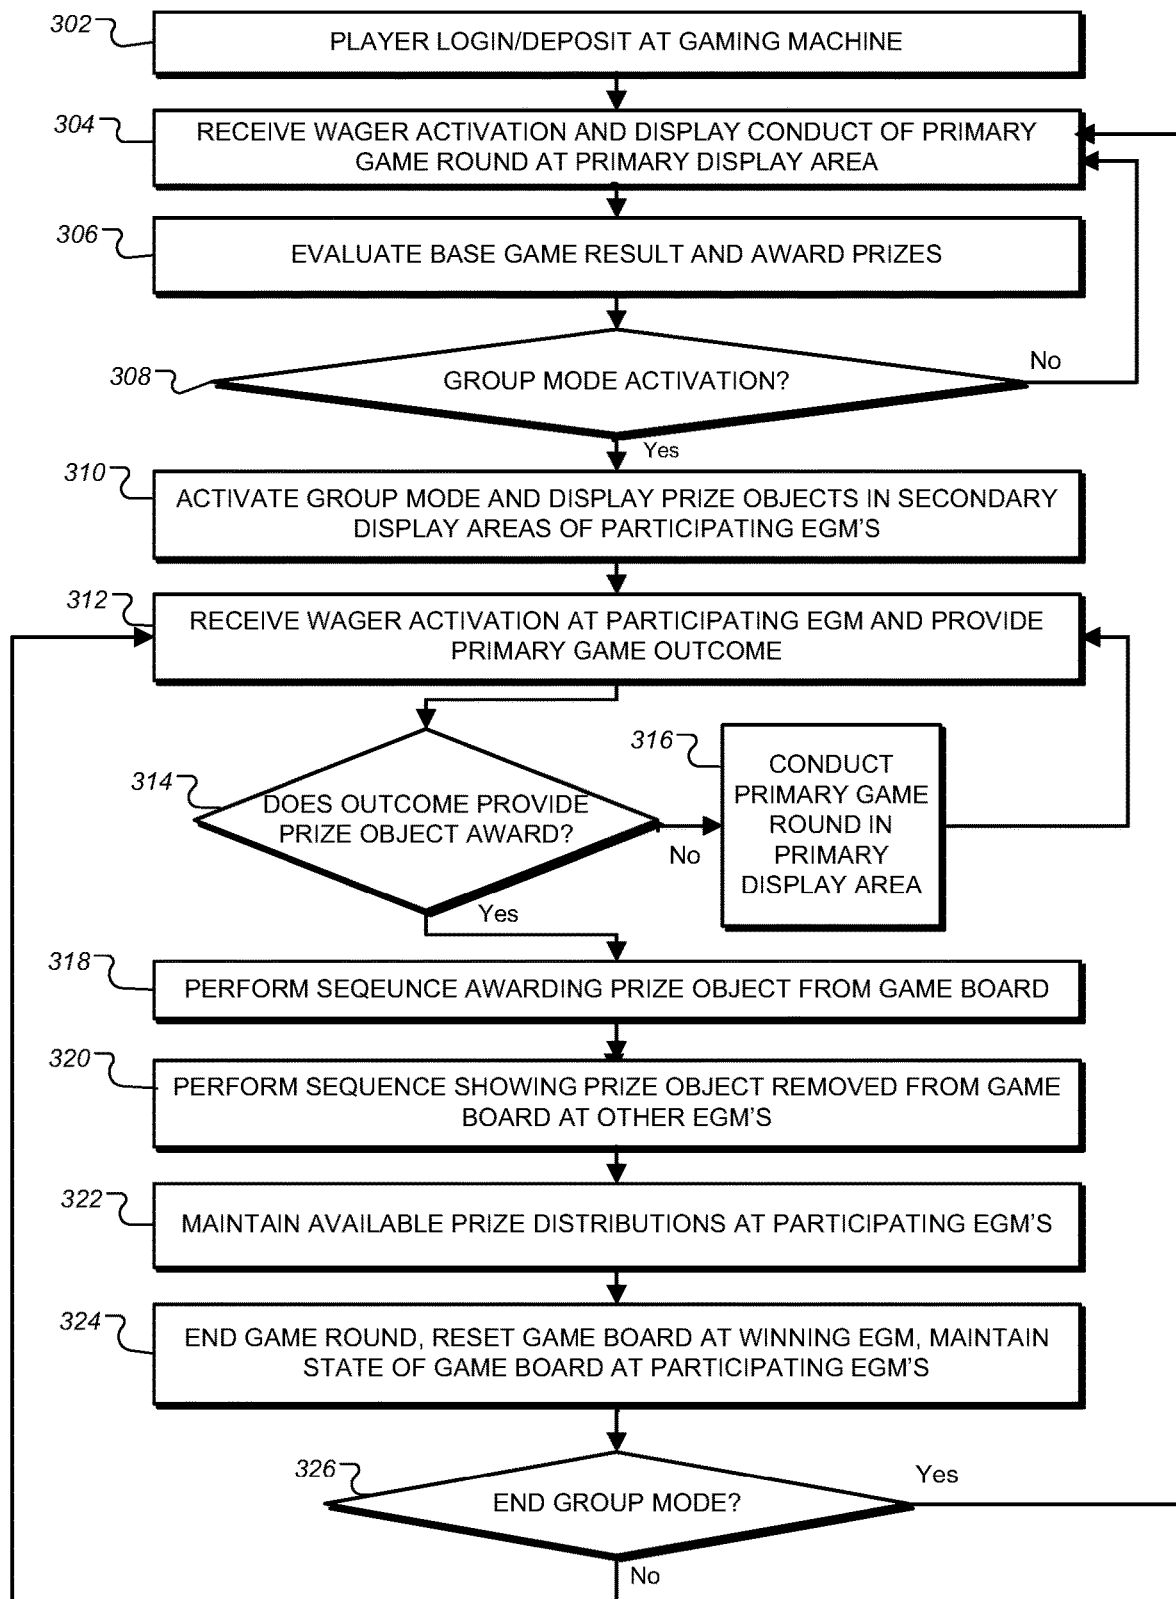 302
PLAYER LOGIN/DEPOSIT AT GAMING MACHINE
304
RECEIVE WAGER ACTIVATION AND DISPLAY CONDUCT OF PRIMARY
GAME ROUND AT PRIMARY DISPLAY AREA
306
EVALUATE BASE GAME RESULT AND AWARD PRIZES
308
GROUP MODE ACTIVATION?
No
Yes
310
ACTIVATE GROUP MODE AND DISPLAY PRIZE OBJECTS IN SECONDARY
DISPLAY AREAS OF PARTICIPATING EGM'S
312
RECEIVE WAGER ACTIVATION AT PARTICIPATING EGM AND PROVIDE
PRIMARY GAME OUTCOME
314
DOES OUTCOME PROVIDE
PRIZE OBJECT AWARD?
No
316
CONDUCT
PRIMARY GAME
ROUND IN
PRIMARY
DISPLAY AREA
Yes
318
PERFORM SEQEUNCE AWARDING PRIZE OBJECT FROM GAME BOARD
320
PERFORM SEQUENCE SHOWING PRIZE OBJECT REMOVED FROM GAME
BOARD AT OTHER EGM'S
322
MAINTAIN AVAILABLE PRIZE DISTRIBUTIONS AT PARTICIPATING EGM'S
324
END GAME ROUND, RESET GAME BOARD AT WINNING EGM, MAINTAIN
STATE OF GAME BOARD AT PARTICIPATING EGM'S
326
END GROUP MODE?
Yes
No